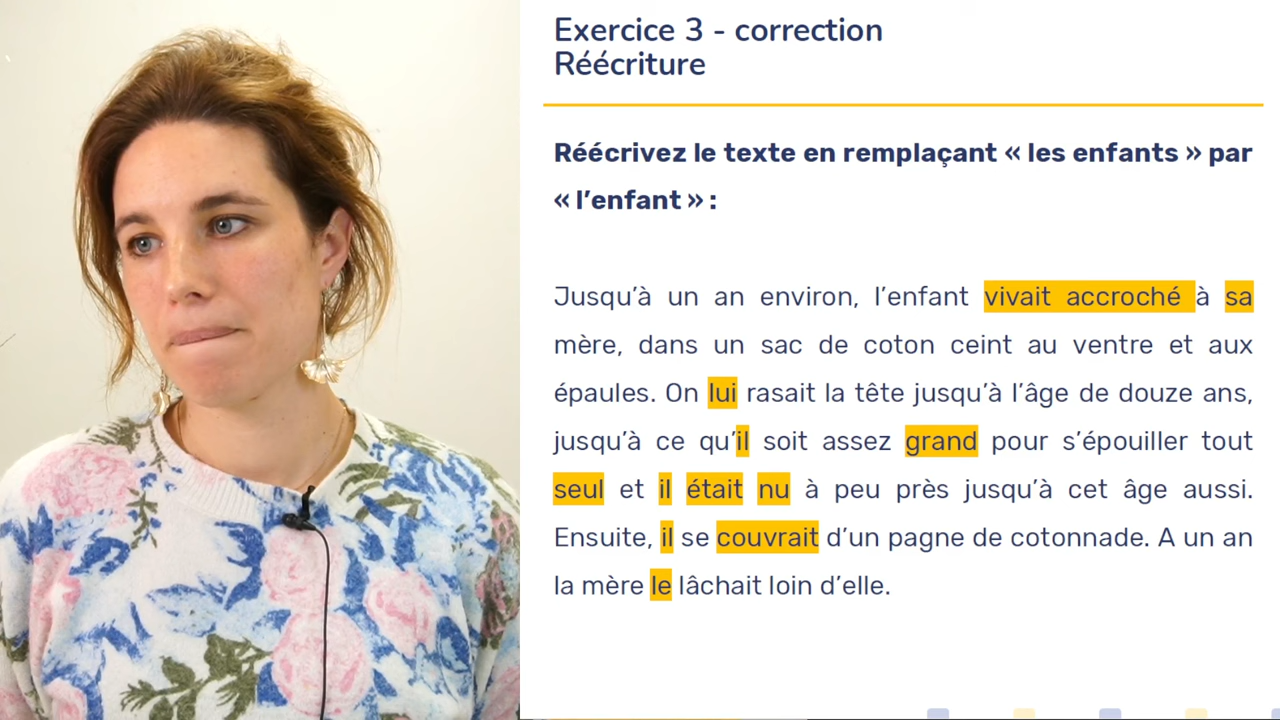 Exercice 3 - correction
Réécriture
Réécrivez le texte en remplaçant « les enfants » par
« l’enfant » :
Jusqu’à un an environ, l’enfant vivait accroché à sa
mère, dans un sac de coton ceint au ventre et aux
épaules. On lui rasait la tête jusqu’à l’âge de douze ans,
jusqu’à ce qu’il soit assez grand pour s’épouiller tout
seul et il était nu à peu près jusqu’à cet âge aussi.
Ensuite, il se couvrait d’un pagne de cotonnade. A un an
la mère le lâchait loin d’elle.